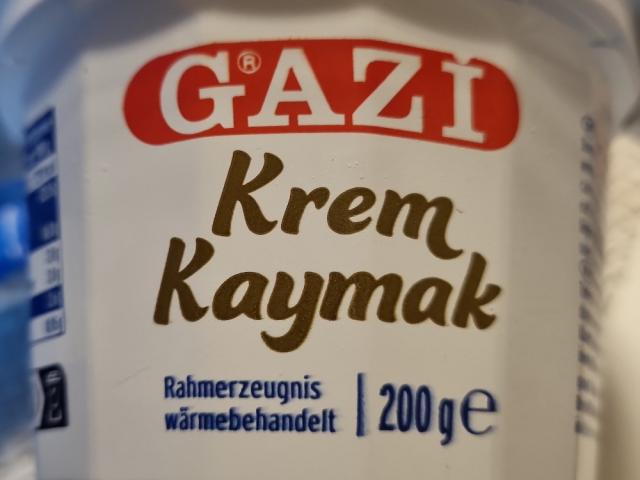 GAZİ®
Krem
Kaymak
Rahmerzeugnis
wärmebehandelt
200 g ℮